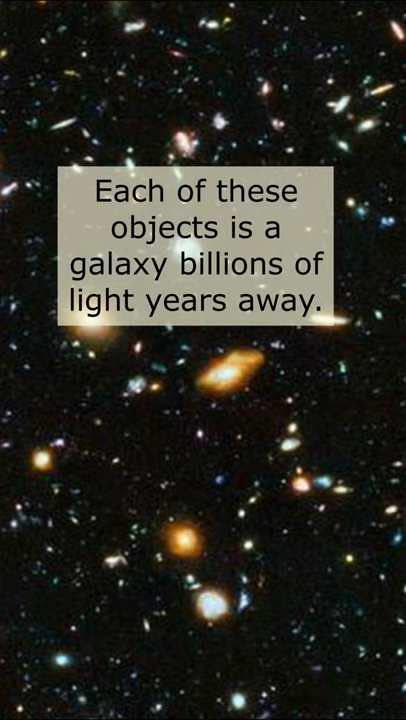 Each of these
objects is a
galaxy billions of
light years away.